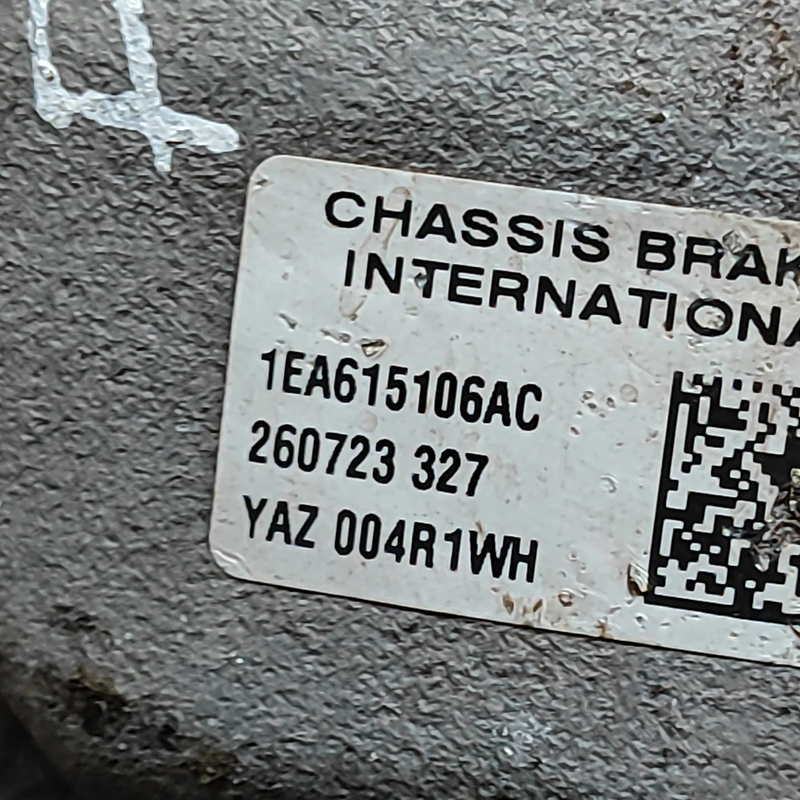 CHASSIS BRAK
INTERNATIONA
1EA615106AC
260723 327
YAZ 004R1WH